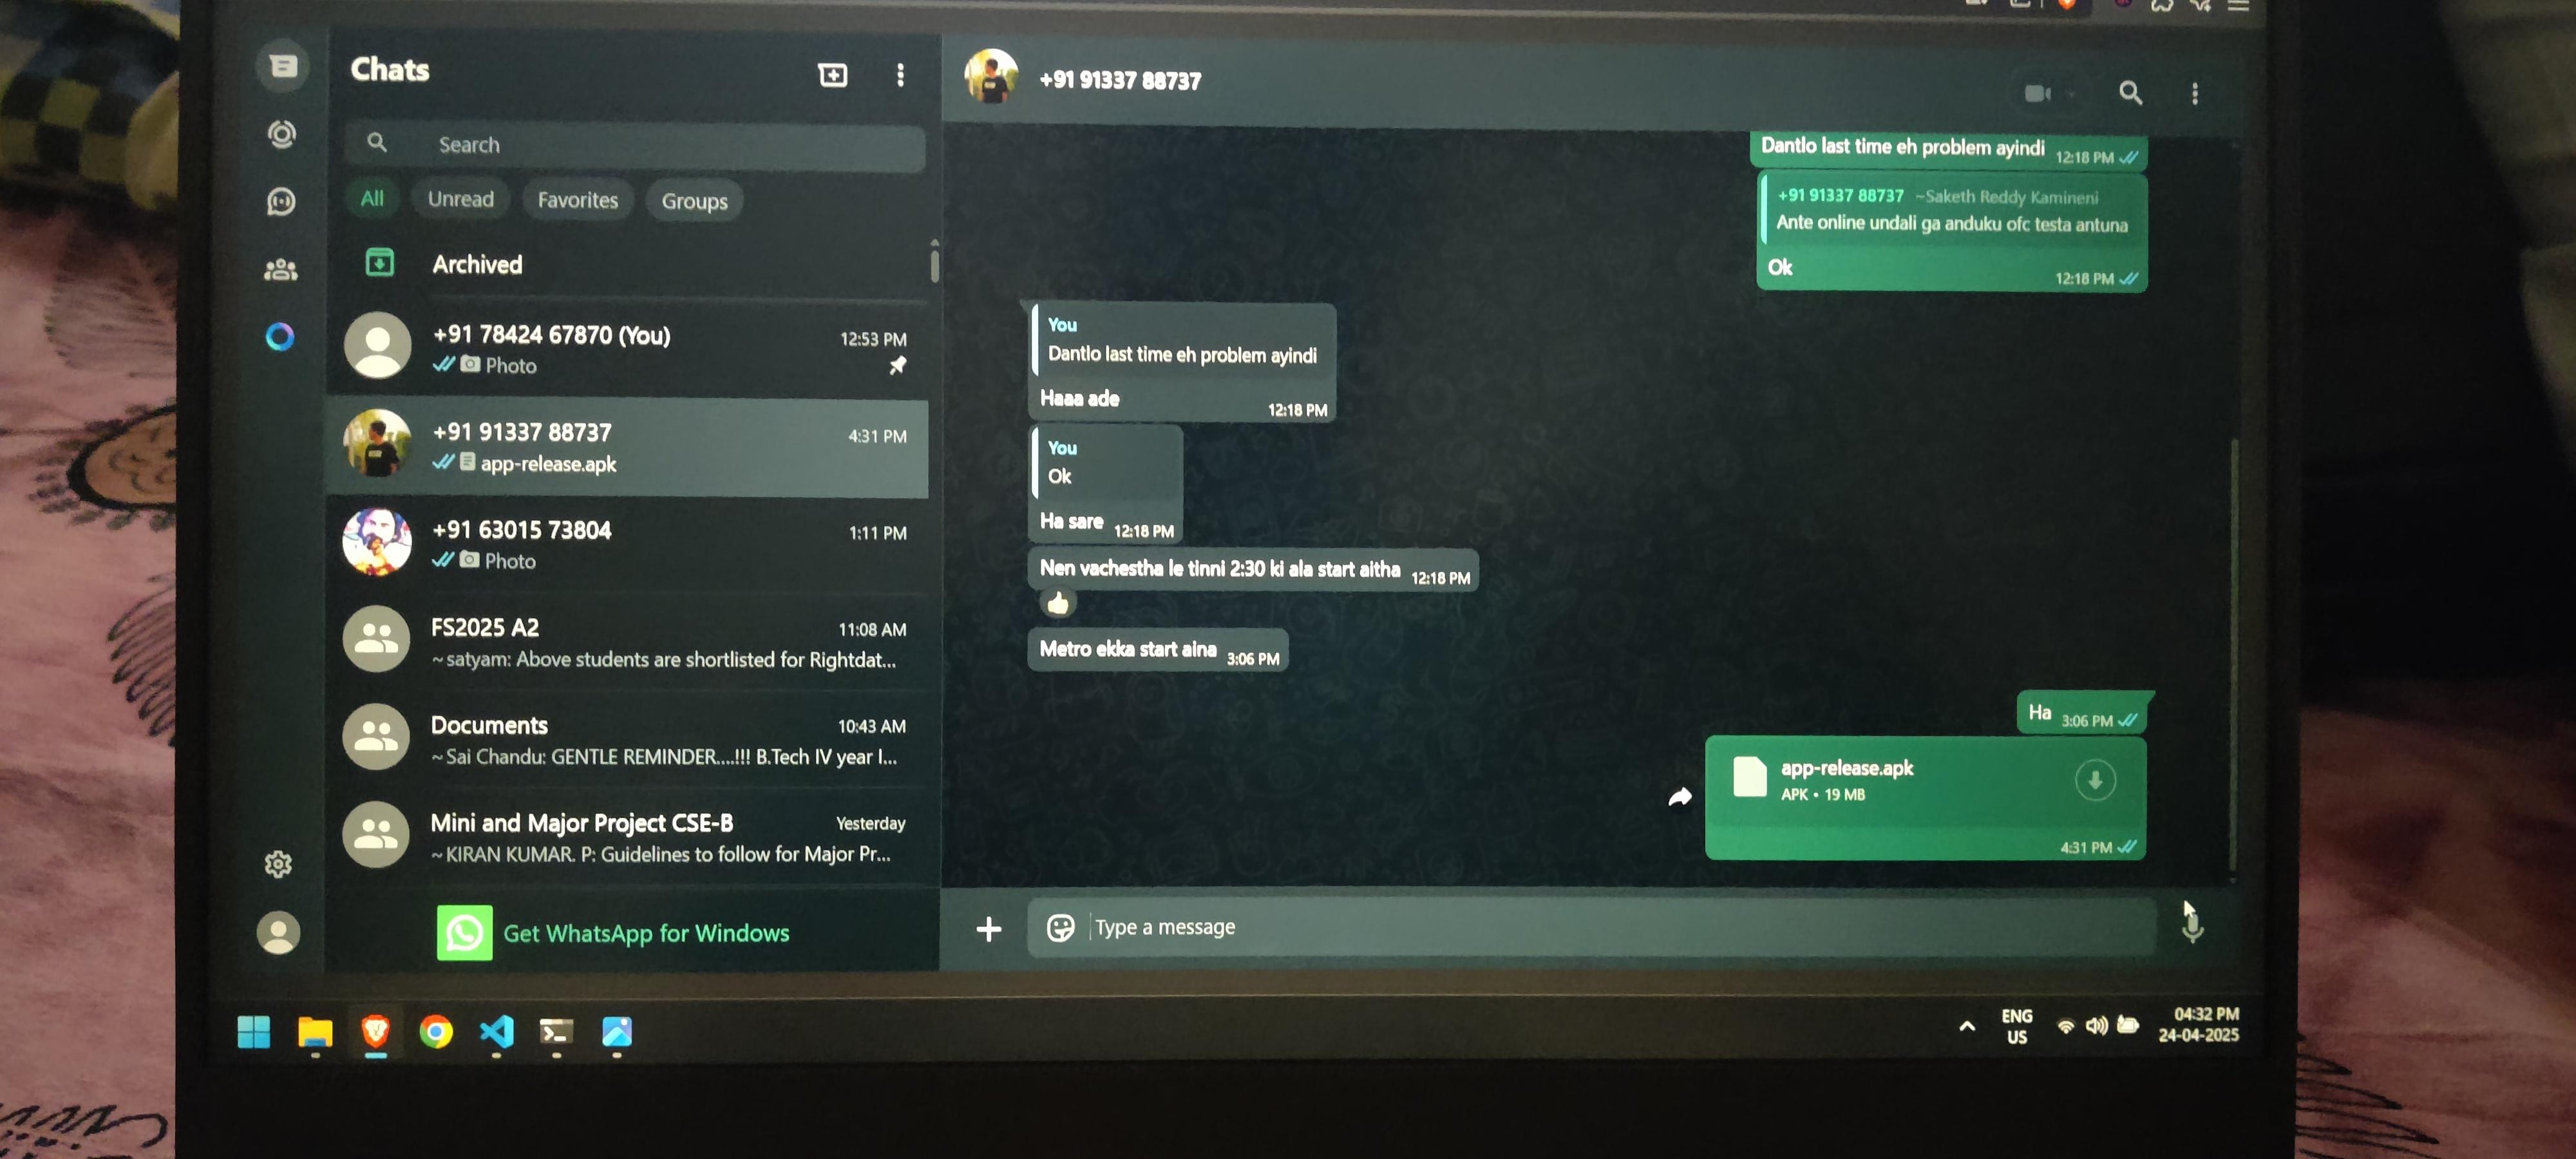 Chats
Search
All
Unread
Favorites
Groups
Archived
+91 78424 67870 (You)
12:53 PM
Photo
+91 91337 88737
4:31 PM
app-release.apk
+91 63015 73804
1:11 PM
Photo
FS2025 A2
11:08 AM
~ satyam: Above students are shortlisted for Rightdat...
Documents
10:43 AM
~ Sai Chandu: GENTLE REMINDER....!!! B.Tech IV year I...
Mini and Major Project CSE-B
Yesterday
~ KIRAN KUMAR. P: Guidelines to follow for Major Pr...
Get WhatsApp for Windows
+91 91337 88737
Dantlo last time eh problem ayindi 12:18 PM
+91 91337 88737 ~Saketh Reddy Kamineni
Ante online undali ga anduku ofc testa antuna
Ok
12:18 PM
You
Dantlo last time eh problem ayindi
Haaa ade
12:18 PM
You
Ok
Ha sare 12:18 PM
Nen vachestha le tinni 2:30 ki ala start aitha 12:18 PM
Metro ekka start aina 3:06 PM
Ha 3:06 PM
app-release.apk
APK • 19 MB
4:31 PM
Type a message
ENG
US
04:32 PM
24-04-2025